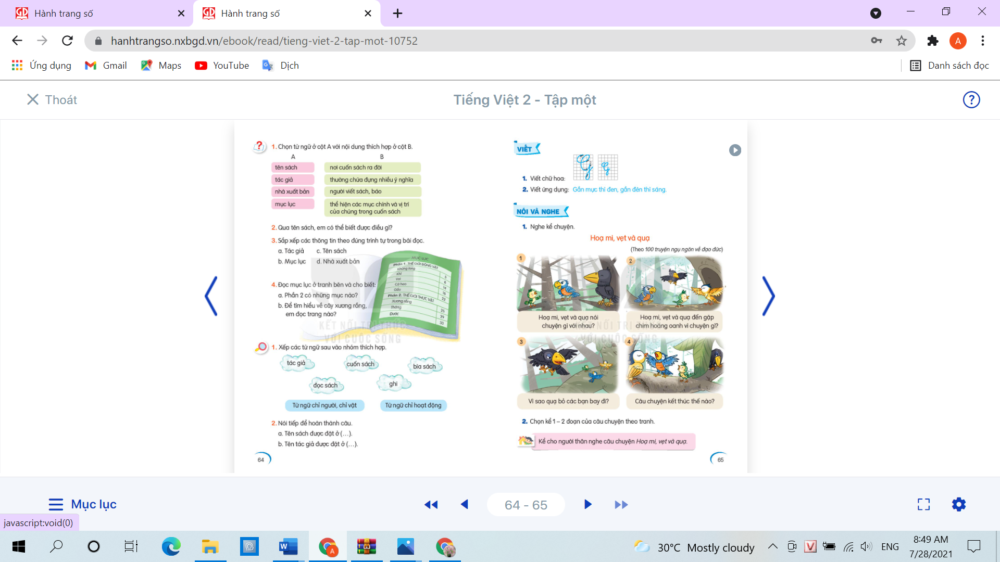 Hành trang số
Hành trang số
hanhtrangso.nxbgd.vn/ebook/read/tieng-viet-2-tap-mot-10752
A
Ứng dụng
Gmail
Maps
YouTube
Dịch
Danh sách đọc
Thoát
Tiếng Việt 2 - Tập một
1. Chọn từ ngữ ở cột A với nội dung thích hợp ở cột B.
A
B
tên sách
nơi cuốn sách ra đời
tác giả
thường chứa đựng nhiều ý nghĩa
nhà xuất bản
người viết sách, báo
mục lục
thể hiện các mục chính và vị trí
của chúng trong cuốn sách
2. Qua tên sách, em có thể biết được điều gì?
3. Sắp xếp các thông tin theo đúng trình tự trong bài đọc.
a. Tác giả
c. Tên sách
b. Mục lục
d. Nhà xuất bản
4. Đọc mục lục ở tranh bên và cho biết:
a. Phần 2 có những mục nào?
b. Để tìm hiểu về cây xương rồng,
em đọc trang nào?
MỤC LỤC
Phần 1. THẾ GIỚI ĐỘNG VẬT
Khủng long 5
Khỉ 8
Voi 14
Cá heo 18
Gấu 22
Phần 2. THẾ GIỚI THỰC VẬT
Xương rồng 25
Thông 29
Đước 33
KẾT NỐI TRI THỨC
VỚI CUỘC SỐNG
1. Xếp các từ ngữ sau vào nhóm thích hợp.
tác giả
cuốn sách
bìa sách
đọc sách
ghi
Từ ngữ chỉ người, chỉ vật
Từ ngữ chỉ hoạt động
2. Nói tiếp để hoàn thành câu.
a. Tên sách được đặt ở (...).
b. Tên tác giả được đặt ở (...).
64
VIẾT
G
G
1. Viết chữ hoa:
2. Viết ứng dụng: Gần mực thì đen, gần đèn thì sáng.
NÓI VÀ NGHE
1. Nghe kể chuyện.
Hoạ mi, vẹt và quạ
(Theo 100 truyện ngụ ngôn về đạo đức)
1
2
Hoạ mi, vẹt và quạ nói
chuyện gì với nhau?
Hoạ mi, vẹt và quạ đến gặp
chim hoàng oanh vì chuyện gì?
KẾT NỐI TRI THỨC
VỚI CUỘC SỐNG
3
4
Vì sao quạ bỏ các bạn bay đi?
Câu chuyện kết thúc thế nào?
2. Chọn kể 1 – 2 đoạn của câu chuyện theo tranh.
Kể cho người thân nghe câu chuyện Hoạ mi, vẹt và quạ.
65
Mục lục
64 - 65
javascript:void(0)
30°C Mostly cloudy
ENG
8:49 AM
7/28/2021